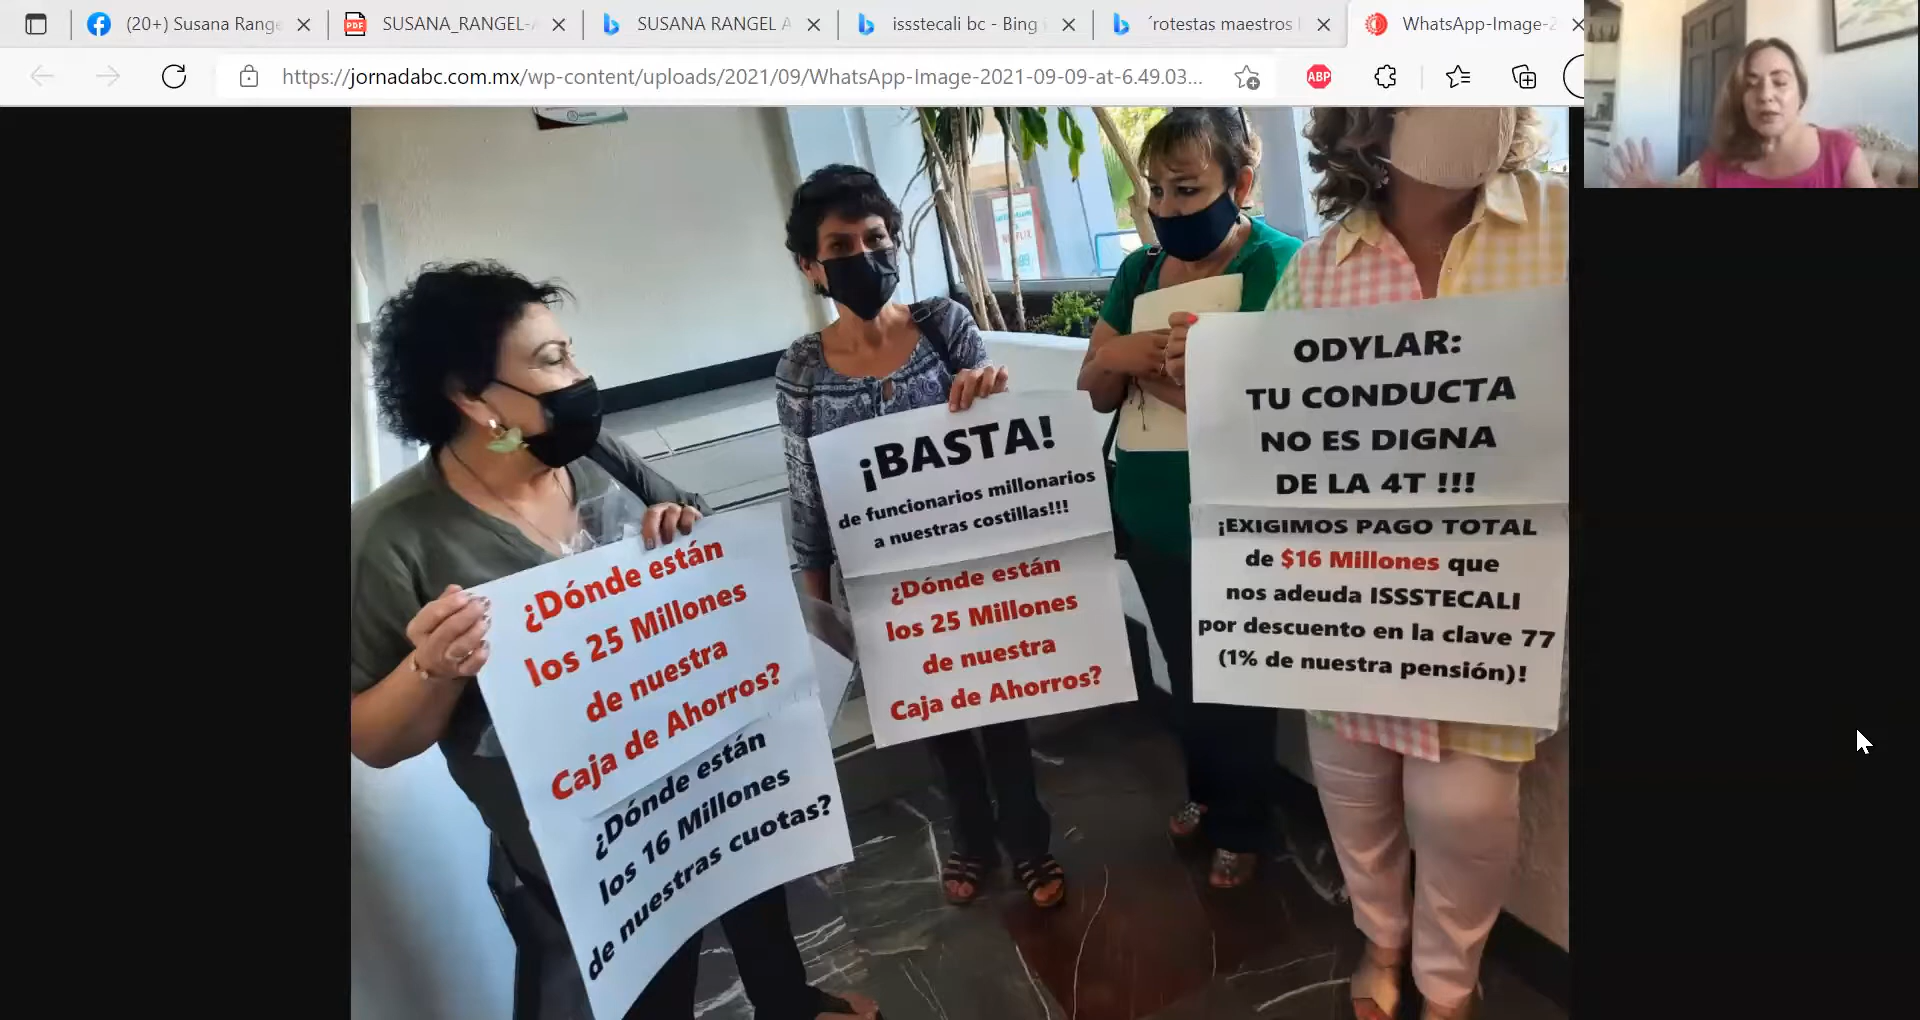 (20+) Susana Range
SUSANA_RANGEL-
SUSANA RANGEL A
issstecali bc - Bing
´rotestas maestros
WhatsApp-Image-2
https://jornadabc.com.mx/wp-content/uploads/2021/09/WhatsApp-Image-2021-09-09-at-6.49.03...
ABP
PDF
¿Dónde están
los 25 Millones
de nuestra
Caja de Ahorros?
¿Dónde están
los 16 Millones
de nuestras cuotas?
¡BASTA!
de funcionarios millonarios
a nuestras costillas!!!
¿Dónde están
los 25 Millones
de nuestra
Caja de Ahorros?
ODYLAR:
TU CONDUCTA
NO ES DIGNA
DE LA 4T !!!
¡EXIGIMOS PAGO TOTAL
de $16 Millones que
nos adeuda ISSSTECALI
por descuento en la clave 77
(1% de nuestra pensión)!